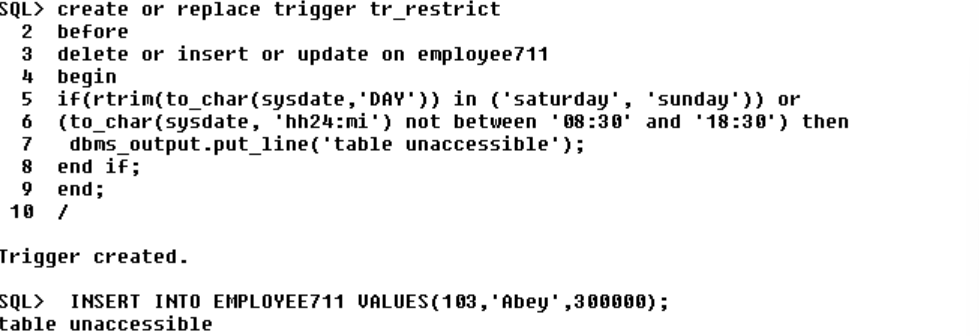 SQL> create or replace trigger tr_restrict
2 before
3 delete or insert or update on employee711
4 begin
5 if(rtrim(to_char(sysdate,'DAY')) in ('saturday', 'sunday')) or
6 (to_char(sysdate, 'hh24:mi') not between '08:30' and '18:30') then
7 dbms_output.put_line('table unaccessible');
8 end if;
9 end;
10 /
Trigger created.
SQL> INSERT INTO EMPLOYEE711 VALUES(103,'Abey',300000);
table unaccessible